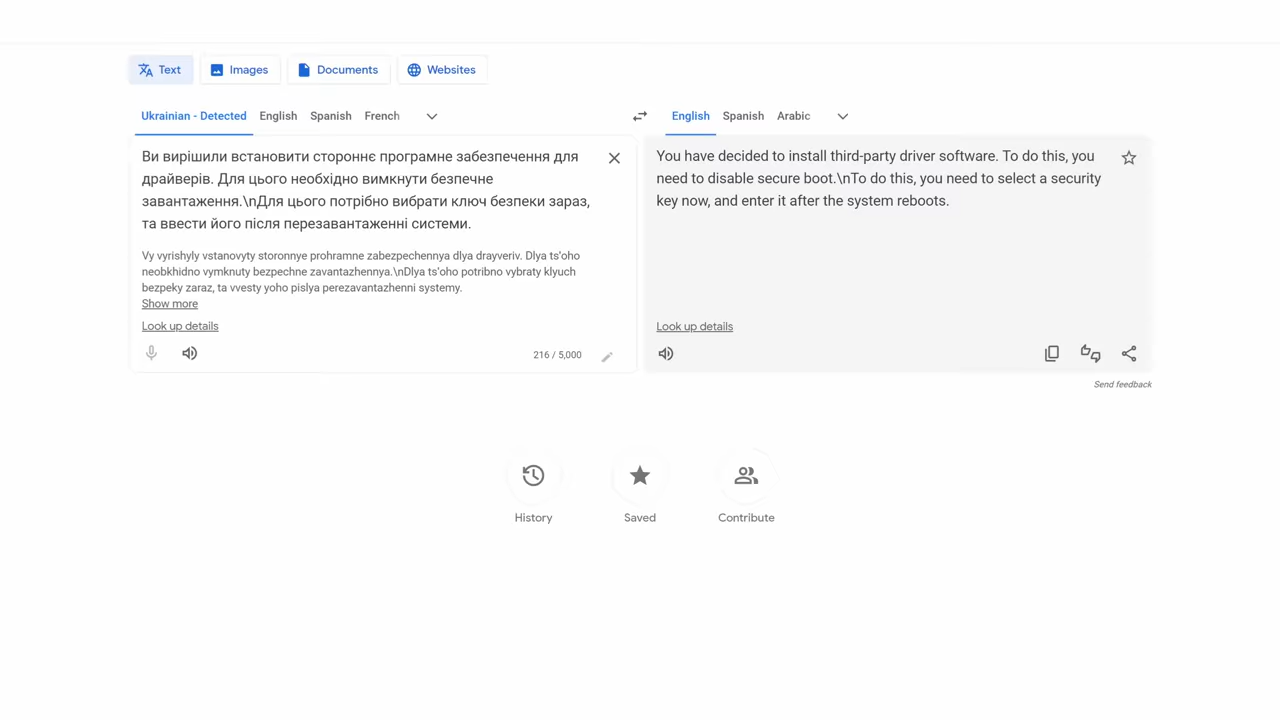 Text Images Documents Websites
Ukrainian - Detected English Spanish French English Spanish Arabic
Ви вирішили встановити стороннє програмне забезпечення для
драйверів. Для цього необхідно вимкнути безпечне
завантаження.\nДля цього потрібно вибрати ключ безпеки зараз,
та ввести його після перезавантаженні системи.
Vy vyrishyly vstanovyty storonnye prohramne zabezpechennya dlya drayveriv. Dlya ts'oho
neobkhidno vymknuty bezpechne zavantazhennya.\nDlya ts'oho potribno vybraty klyuch
bezpeky zaraz, ta vvesty yoho pislya perezavantazhenni systemy.
Show more
Look up details
216 / 5,000
You have decided to install third-party driver software. To do this, you
need to disable secure boot.\nTo do this, you need to select a security
key now, and enter it after the system reboots.
Look up details
Send feedback
History Saved Contribute